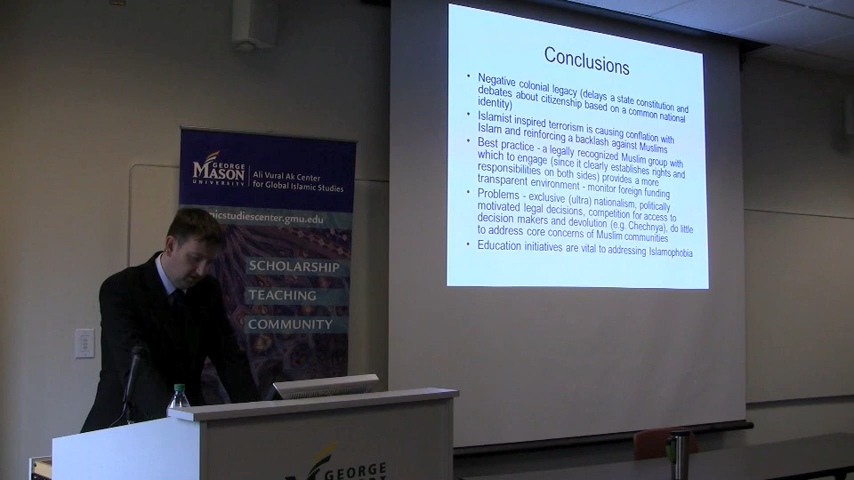 Conclusions
• Negative colonial legacy (delays a state constitution and
debates about citizenship based on a common national
identity)
• Islamist inspired terrorism is causing conflation with
Islam and reinforcing a backlash against Muslims
• Best practice - a legally recognized Muslim group with
which to engage (since it clearly establishes rights and
responsibilities on both sides) provides a more
transparent environment - monitor foreign funding
• Problems - exclusive (ultra) nationalism, politically
motivated legal decisions, competition for access to
decision makers and devolution (e.g. Chechnya), do little
to address core concerns of Muslim communities
• Education initiatives are vital to addressing Islamophobia
GEORGE
MASON
UNIVERSITY
Ali Vural Ak Center
for Global Islamic Studies
icstudiescenter.gmu.edu
SCHOLARSHIP
TEACHING
COMMUNITY
GEORGE